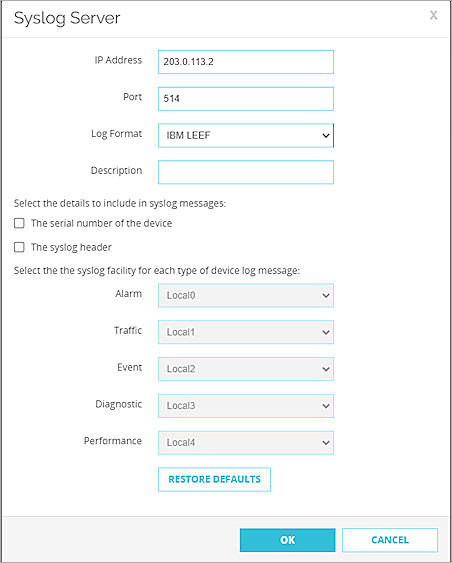 Syslog Server X
IP Address 203.0.113.2
Port 514
Log Format IBM LEEF
Description
Select the details to include in syslog messages:
The serial number of the device
The syslog header
Select the the syslog facility for each type of device log message:
Alarm Local0
Traffic Local1
Event Local2
Diagnostic Local3
Performance Local4
RESTORE DEFAULTS
OK CANCEL